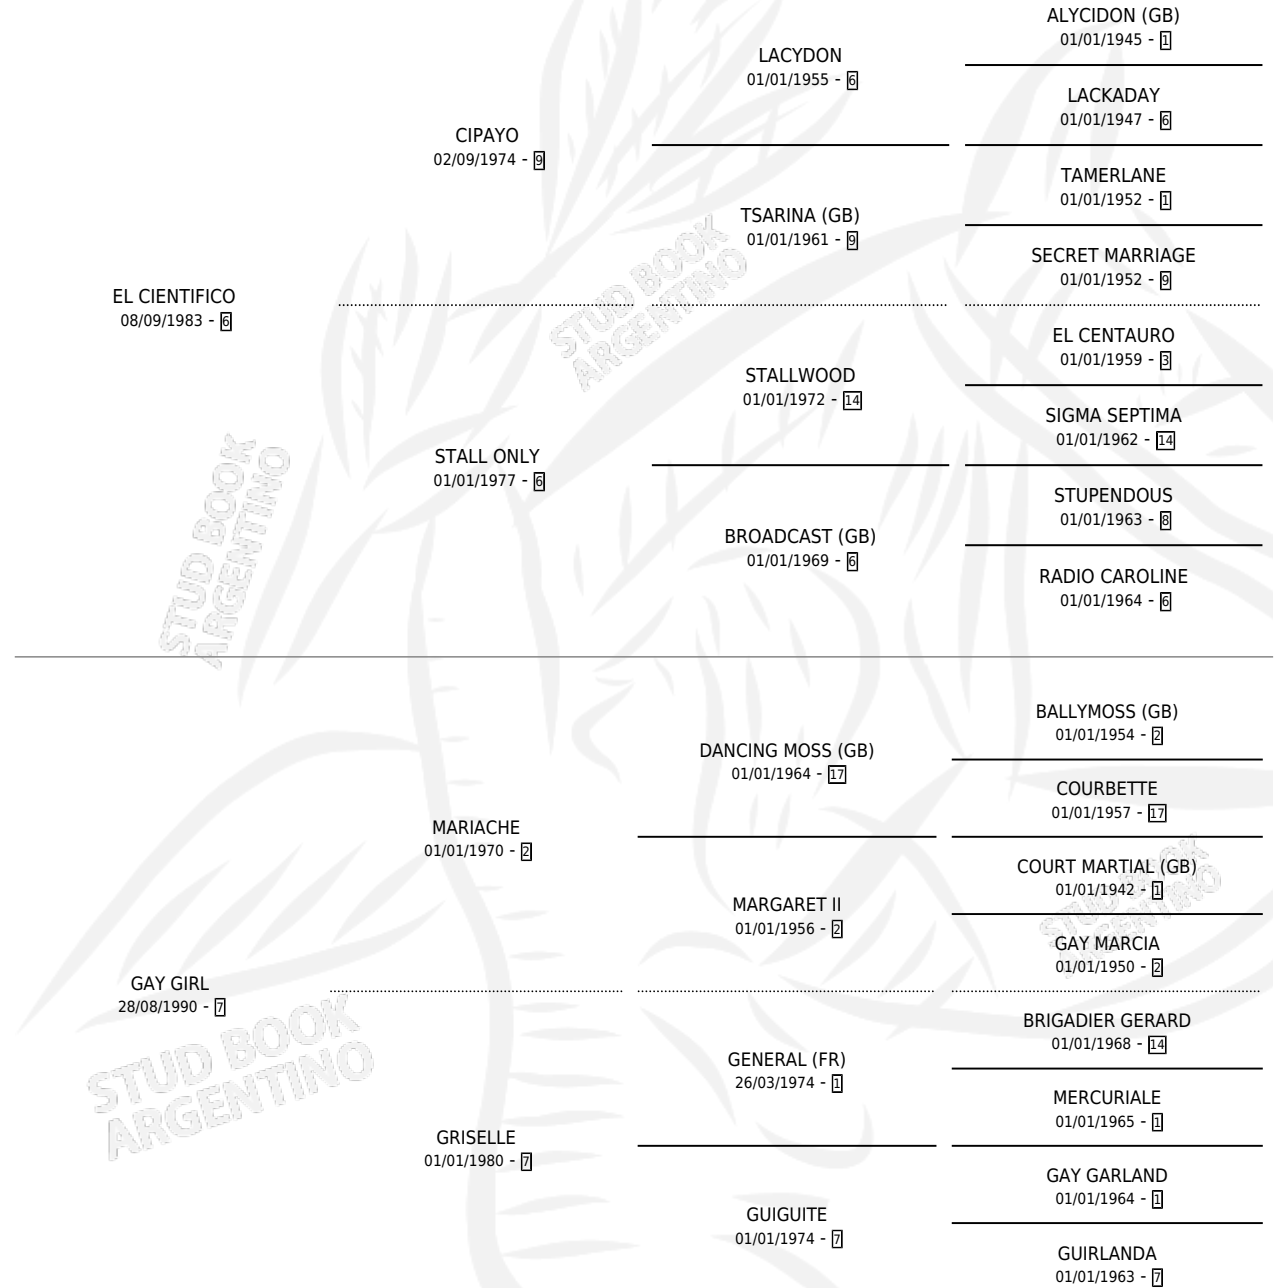 ALYCIDON (GB)
01/01/1945 - 1
LACYDON
01/01/1955 - 6
LACKADAY
01/01/1947 - 6
CIPAYO
02/09/1974 - 9
TAMERLANE
01/01/1952 - 1
TSARINA (GB)
01/01/1961 - 9
SECRET MARRIAGE
01/01/1952 - 9
EL CIENTIFICO
08/09/1983 - 6
EL CENTAURO
01/01/1959 - 3
STALLWOOD
01/01/1972 - 14
SIGMA SEPTIMA
01/01/1962 - 14
STALL ONLY
01/01/1977 - 6
STUPENDOUS
01/01/1963 - 8
BROADCAST (GB)
01/01/1969 - 6
RADIO CAROLINE
01/01/1964 - 6
STUD BOOK
ARGENTINO
STUD BOOK
ARGENTINO
BALLYMOSS (GB)
01/01/1954 - 2
DANCING MOSS (GB)
01/01/1964 - 17
COURBETTE
01/01/1957 - 17
MARIACHE
01/01/1970 - 2
COURT MARTIAL (GB)
01/01/1942 - 1
MARGARET II
01/01/1956 - 2
GAY MARCIA
01/01/1950 - 2
GAY GIRL
28/08/1990 - 7
BRIGADIER GERARD
01/01/1968 - 14
GENERAL (FR)
26/03/1974 - 1
MERCURIALE
01/01/1965 - 1
GRISELLE
01/01/1980 - 7
GAY GARLAND
01/01/1964 - 1
GUIGUITE
01/01/1974 - 7
GUIRLANDA
01/01/1963 - 7
STUD BOOK
ARGENTINO
STUD BOOK
ARGENTINO